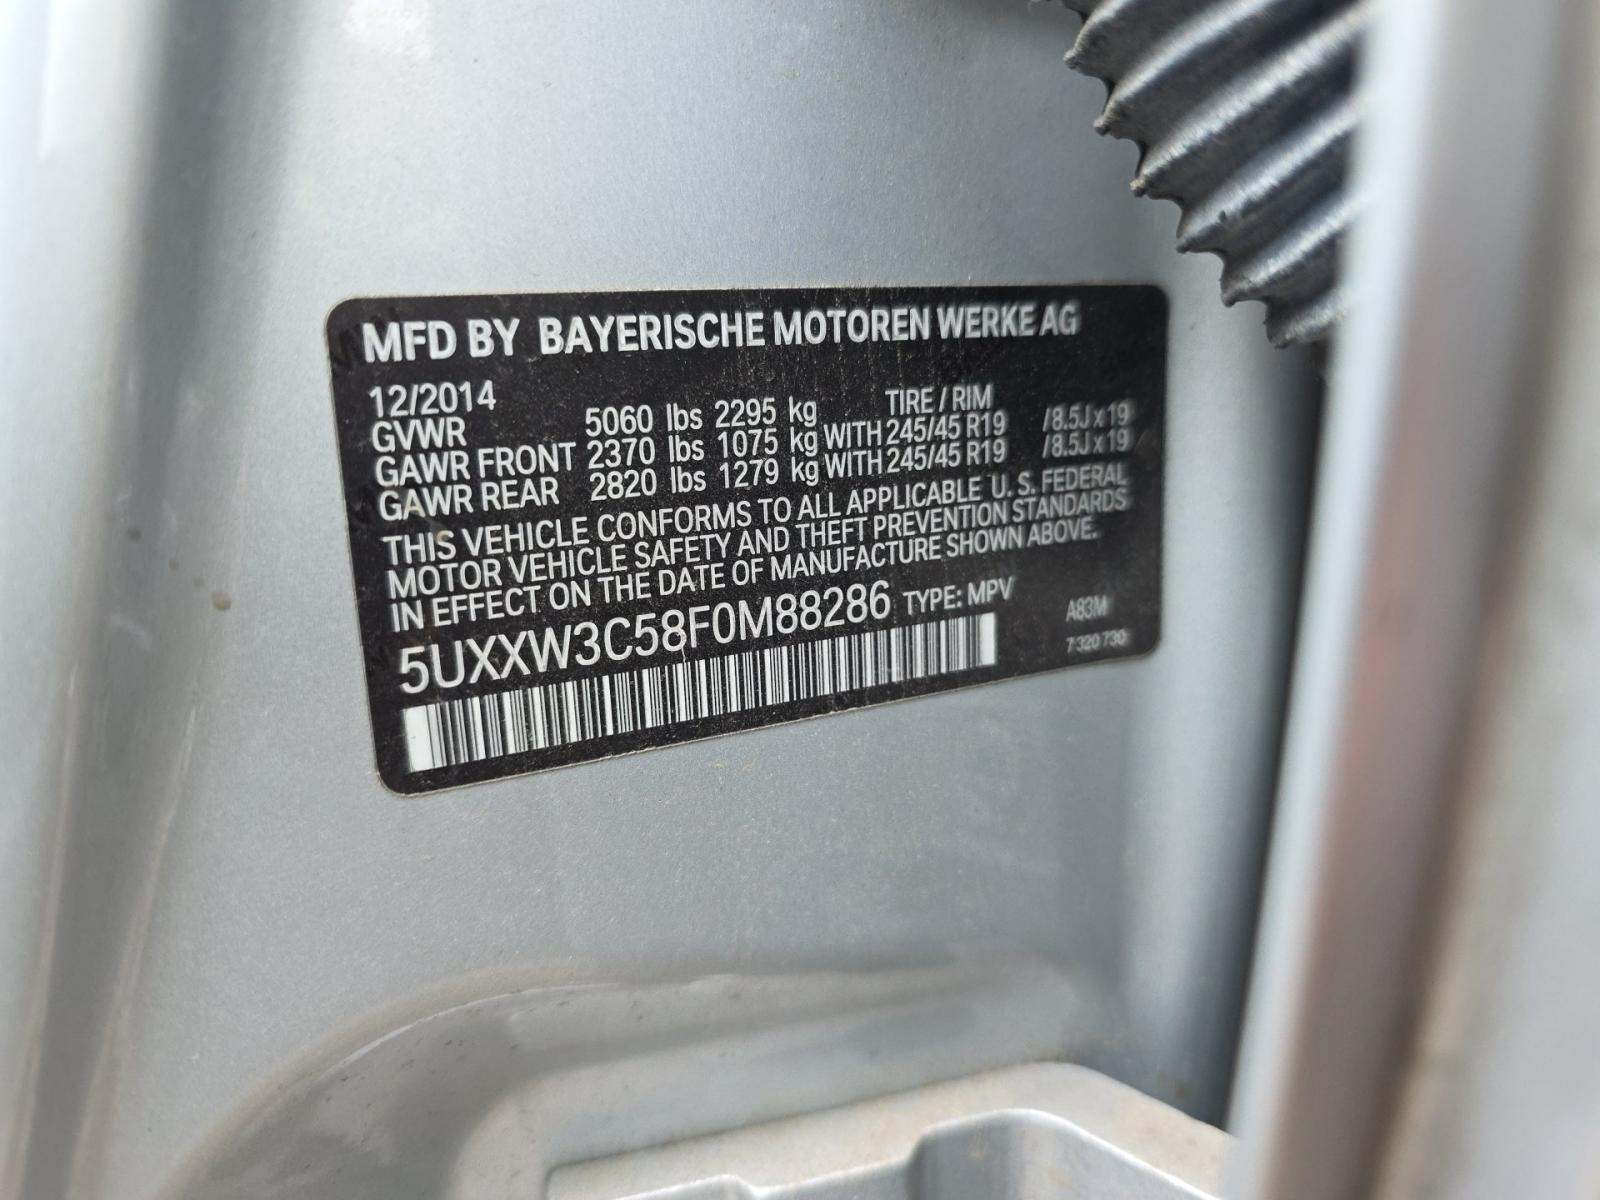 MFD BY BAYERISCHE MOTOREN WERKE AG
12/2014
TIRE / RIM
GVWR 5060 lbs 2295 kg
GAWR FRONT 2370 lbs 1075 kg WITH 245/45 R19 /8.5J x 19
GAWR REAR 2820 lbs 1279 kg WITH 245/45 R19 /8.5J x 19
THIS VEHICLE CONFORMS TO ALL APPLICABLE U. S. FEDERAL
MOTOR VEHICLE SAFETY AND THEFT PREVENTION STANDARDS
IN EFFECT ON THE DATE OF MANUFACTURE SHOWN ABOVE.
5UXXW3C58F0M88286 TYPE: MPV
A83M
7 320 730